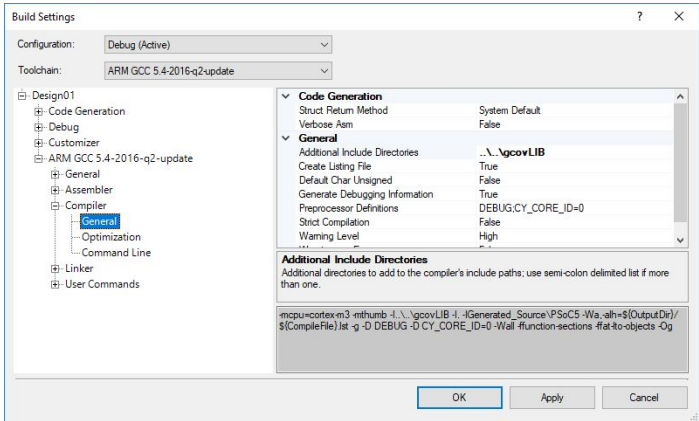 Build Settings
? X
Configuration: Debug (Active)
Toolchain: ARM GCC 5.4-2016-q2-update
Design01
Code Generation
Debug
Customizer
ARM GCC 5.4-2016-q2-update
General
Assembler
Compiler
General
Optimization
Command Line
Linker
User Commands
Code Generation
Struct Return Method System Default
Verbose Asm False
General
Additional Include Directories ..\..\gcovLIB
Create Listing File True
Default Char Unsigned False
Generate Debugging Information True
Preprocessor Definitions DEBUG;CY_CORE_ID=0
Strict Compilation False
Warning Level High
Additional Include Directories
Additional directories to add to the compiler's include paths; use semi-colon delimited list if more
than one.
-mcpu=cortex-m3 -mthumb -I..\..\gcovLIB -I. -IGenerated_Source\PSoC5 -Wa,-alh=${OutputDir}/
${CompileFile}.lst -g -D DEBUG -D CY_CORE_ID=0 -Wall -ffunction-sections -ffat-lto-objects -Og
OK Apply Cancel